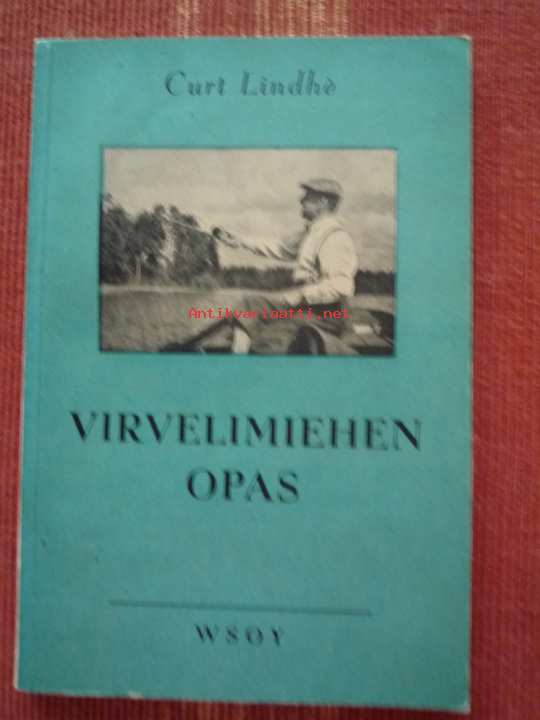 Curt Lindhè
Antikvariaatti.net
VIRVELIMIEHEN
OPAS
WSOY